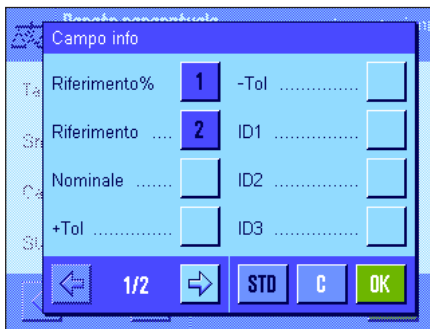 Campo info
Riferimento% 1 -Tol ...............
Riferimento .... 2 ID1 ...............
Nominale ....... ID2 ...............
+Tol .............. ID3 ...............
1/2 STD C OK